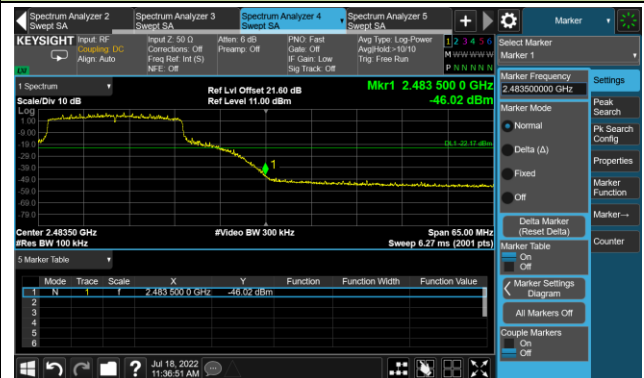 Spectrum Analyzer 2
Swept SA
Spectrum Analyzer 3
Swept SA
Spectrum Analyzer 4
Swept SA
Spectrum Analyzer 5
Swept SA
+
Marker
KEYSIGHT
Input: RF
Coupling: DC
Align: Auto
Input Z: 50 Ω
Corrections: Off
Freq Ref: Int (S)
NFE: Off
Atten: 6 dB
Preamp: Off
PNO: Fast
Gate: Off
IF Gain: Low
Sig Track: Off
Avg Type: Log-Power
Avg|Hold:>10/10
Trig: Free Run
1 2 3 4 5 6
M W W W W W
P N N N N N
LVI
Select Marker
Marker 1
1 Spectrum
Scale/Div 10 dB
Ref Lvl Offset 21.60 dB
Ref Level 11.00 dBm
Mkr1 2.483 500 0 GHz
-46.02 dBm
Log
1.00
-9.00
-19.0
-29.0
-39.0
-49.0
-59.0
-69.0
-79.0
DL1 -22.17 dBm
1
Center 2.48350 GHz
#Res BW 100 kHz
#Video BW 300 kHz
Span 65.00 MHz
Sweep 6.27 ms (2001 pts)
5 Marker Table
Mode Trace Scale X Y Function Function Width Function Value
1 N 1 f 2.483 500 0 GHz -46.02 dBm
2
3
4
5
6
Marker Frequency
2.483500000 GHz
Marker Mode
Normal
Delta (Δ)
Fixed
Off
Delta Marker
(Reset Delta)
Marker Table
On
Off
Marker Settings
Diagram
All Markers Off
Couple Markers
On
Off
Settings
Peak
Search
Pk Search
Config
Properties
Marker
Function
Marker→
Counter
?
Jul 18, 2022
11:36:51 AM